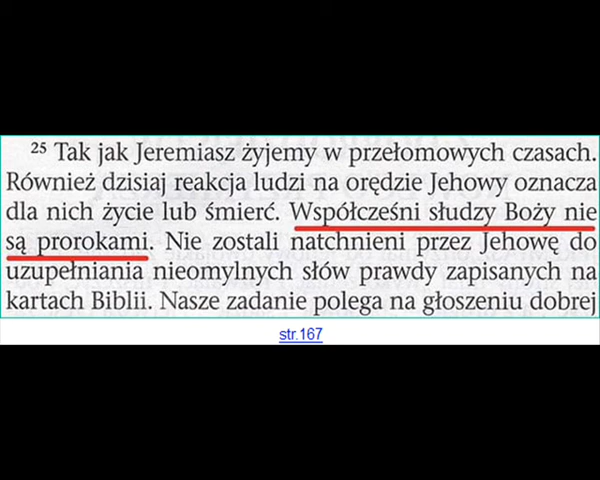 25 Tak jak Jeremiasz żyjemy w przełomowych czasach.
Również dzisiaj reakcja ludzi na orędzie Jehowy oznacza
dla nich życie lub śmierć. Współcześni słudzy Boży nie
są prorokami. Nie zostali natchnieni przez Jehowę do
uzupełniania nieomylnych słów prawdy zapisanych na
kartach Biblii. Nasze zadanie polega na głoszeniu dobrej
str.167